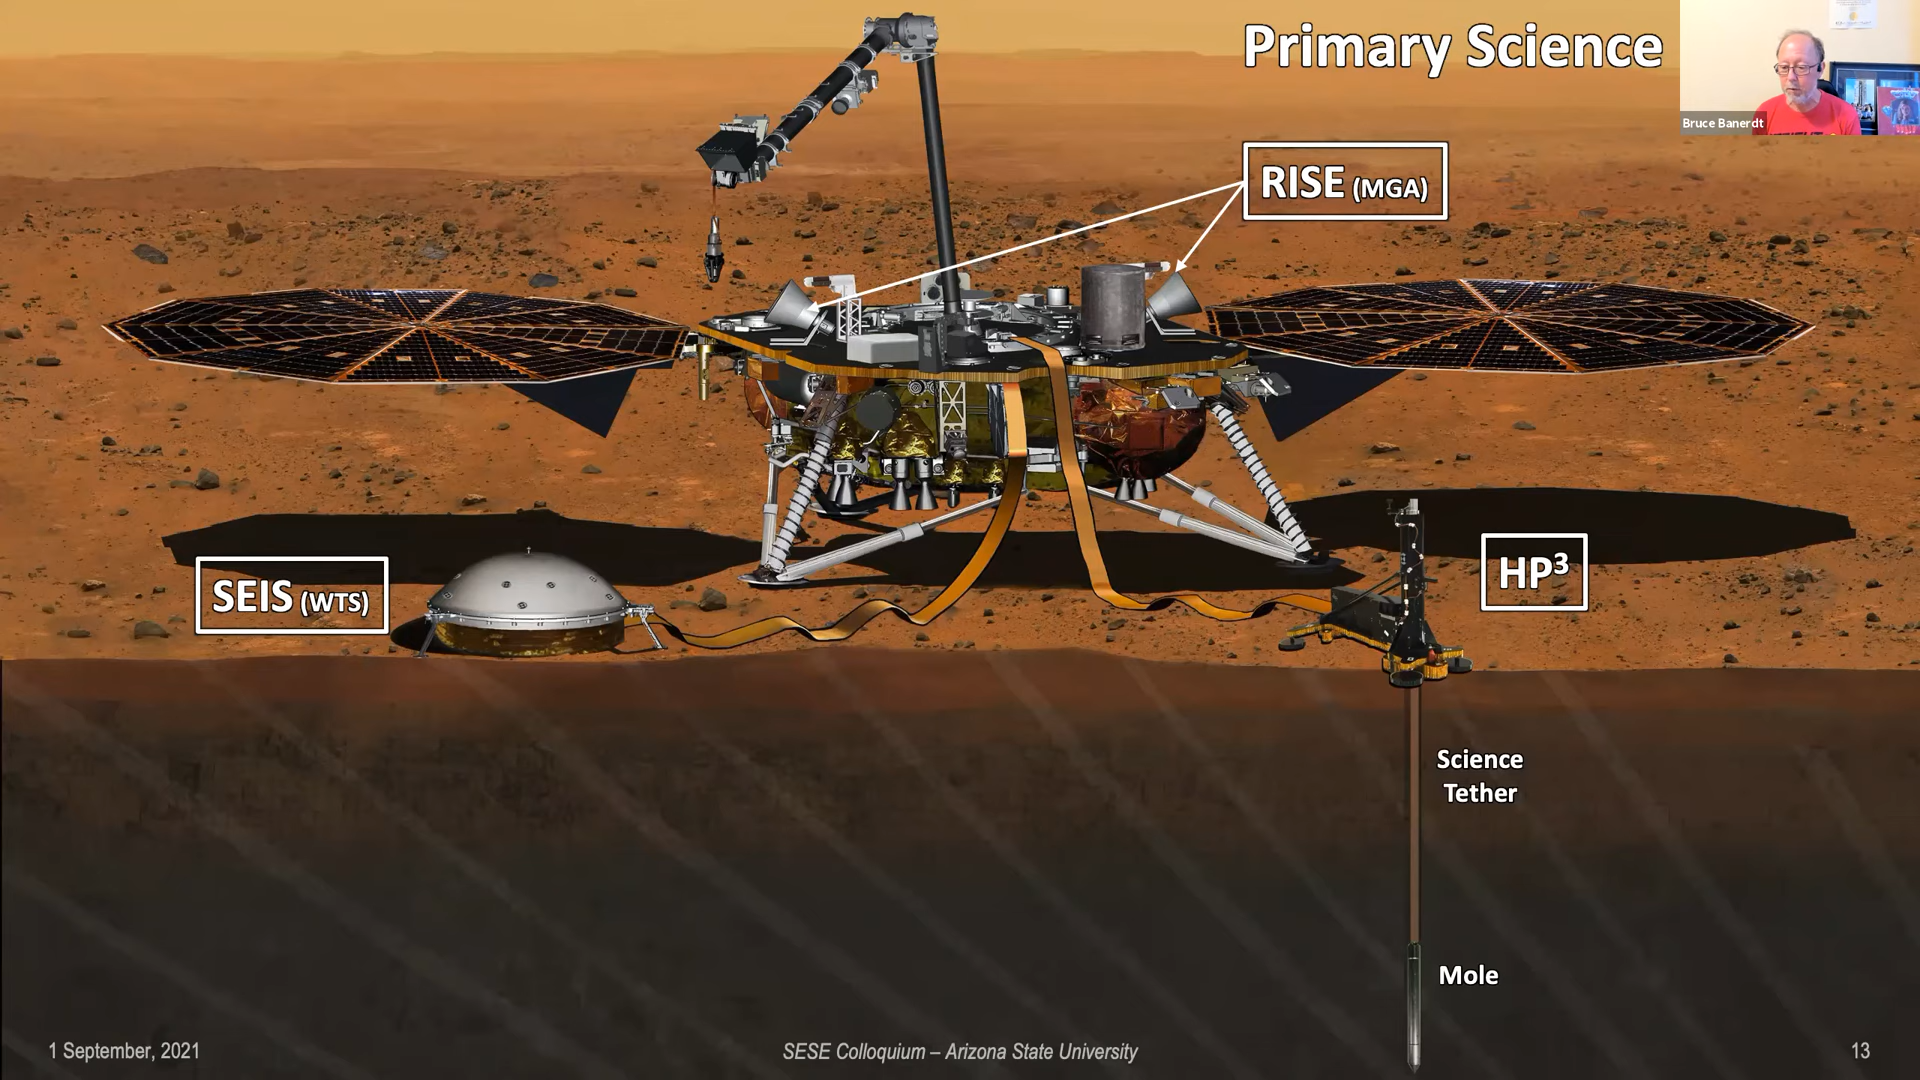 Primary Science
Bruce Banerdt
RISE (MGA)
SEIS (WTS)
HP³
Science
Tether
Mole
1 September, 2021
SESE Colloquium – Arizona State University
13